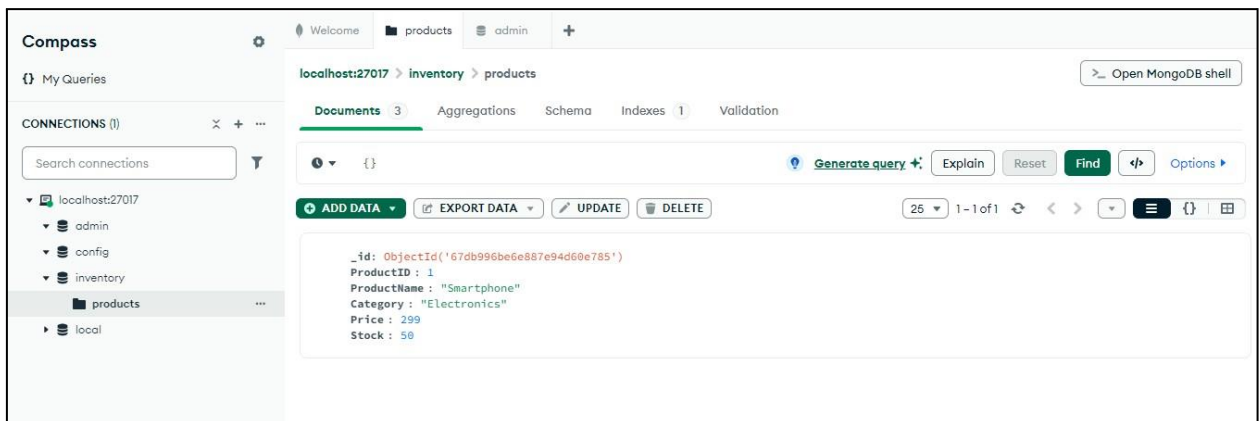 Compass
{} My Queries
CONNECTIONS (1)
Search connections
localhost:27017
admin
config
inventory
products
local
Welcome
products
admin
localhost:27017 > inventory > products
>_ Open MongoDB shell
Documents 3 Aggregations Schema Indexes 1 Validation
{} Generate query Explain Reset Find </> Options
ADD DATA EXPORT DATA UPDATE DELETE 25 1-1 of 1 {}
_id: ObjectId('67db996be6e887e94d60e785')
ProductID : 1
ProductName : "Smartphone"
Category : "Electronics"
Price : 299
Stock : 50